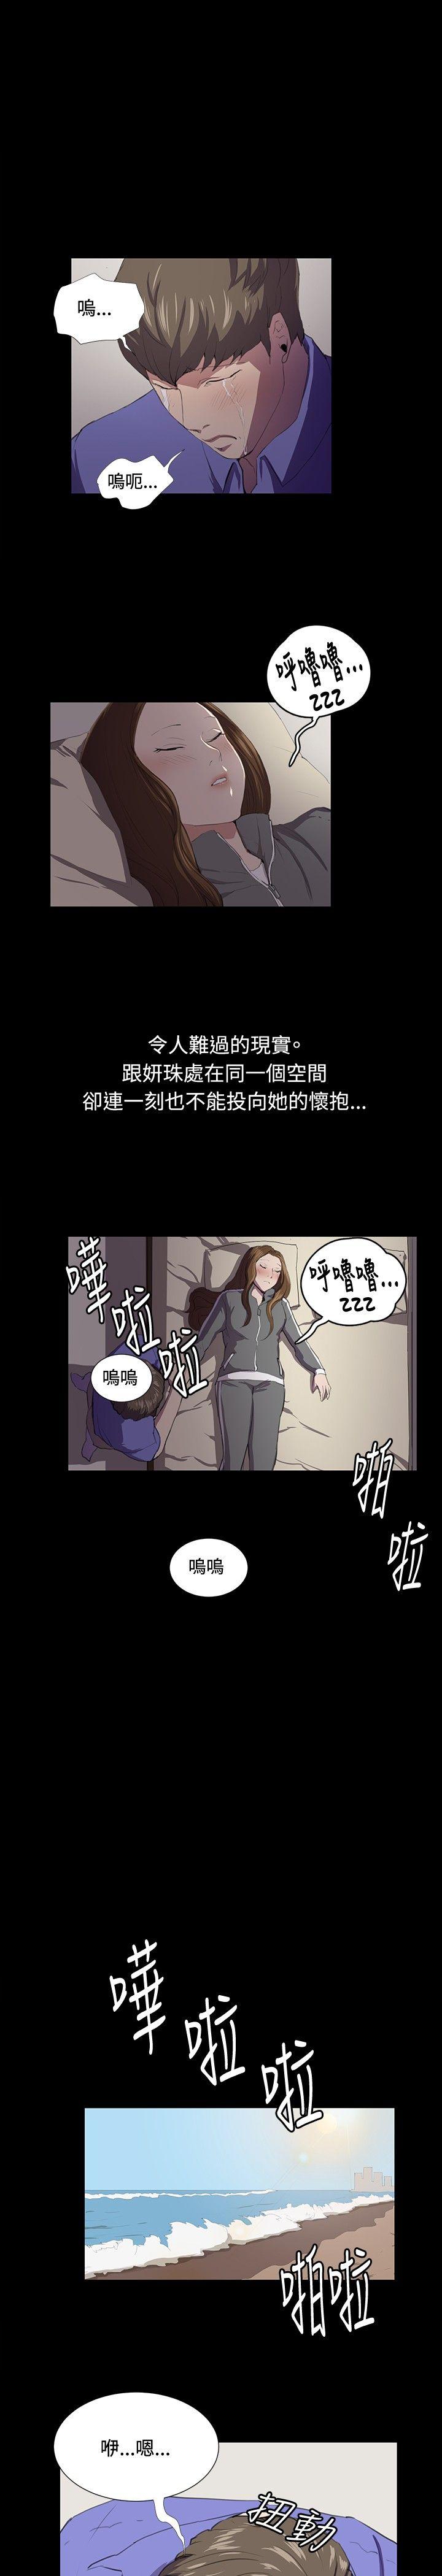 嗚...
嗚呃...
呼嚕嚕...
zzz
令人難過的現實。
跟妍珠處在同一個空間
卻連一刻也不能投向她的懷抱...
嘩啦啦
呼嚕嚕...
zzz
嗚嗚
啪啦
嗚嗚
嘩啦啦
啪啦
咿...嗯...
扭動